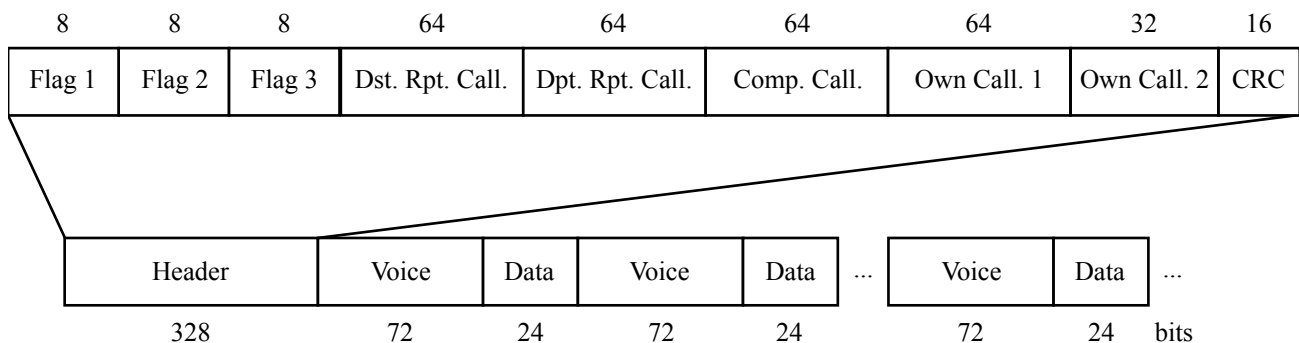 8 8 8 64 64 64 64 32 16
Flag 1 Flag 2 Flag 3 Dst. Rpt. Call. Dpt. Rpt. Call. Comp. Call. Own Call. 1 Own Call. 2 CRC
Header Voice Data Voice Data ... Voice Data ...
328 72 24 72 24 72 24 bits